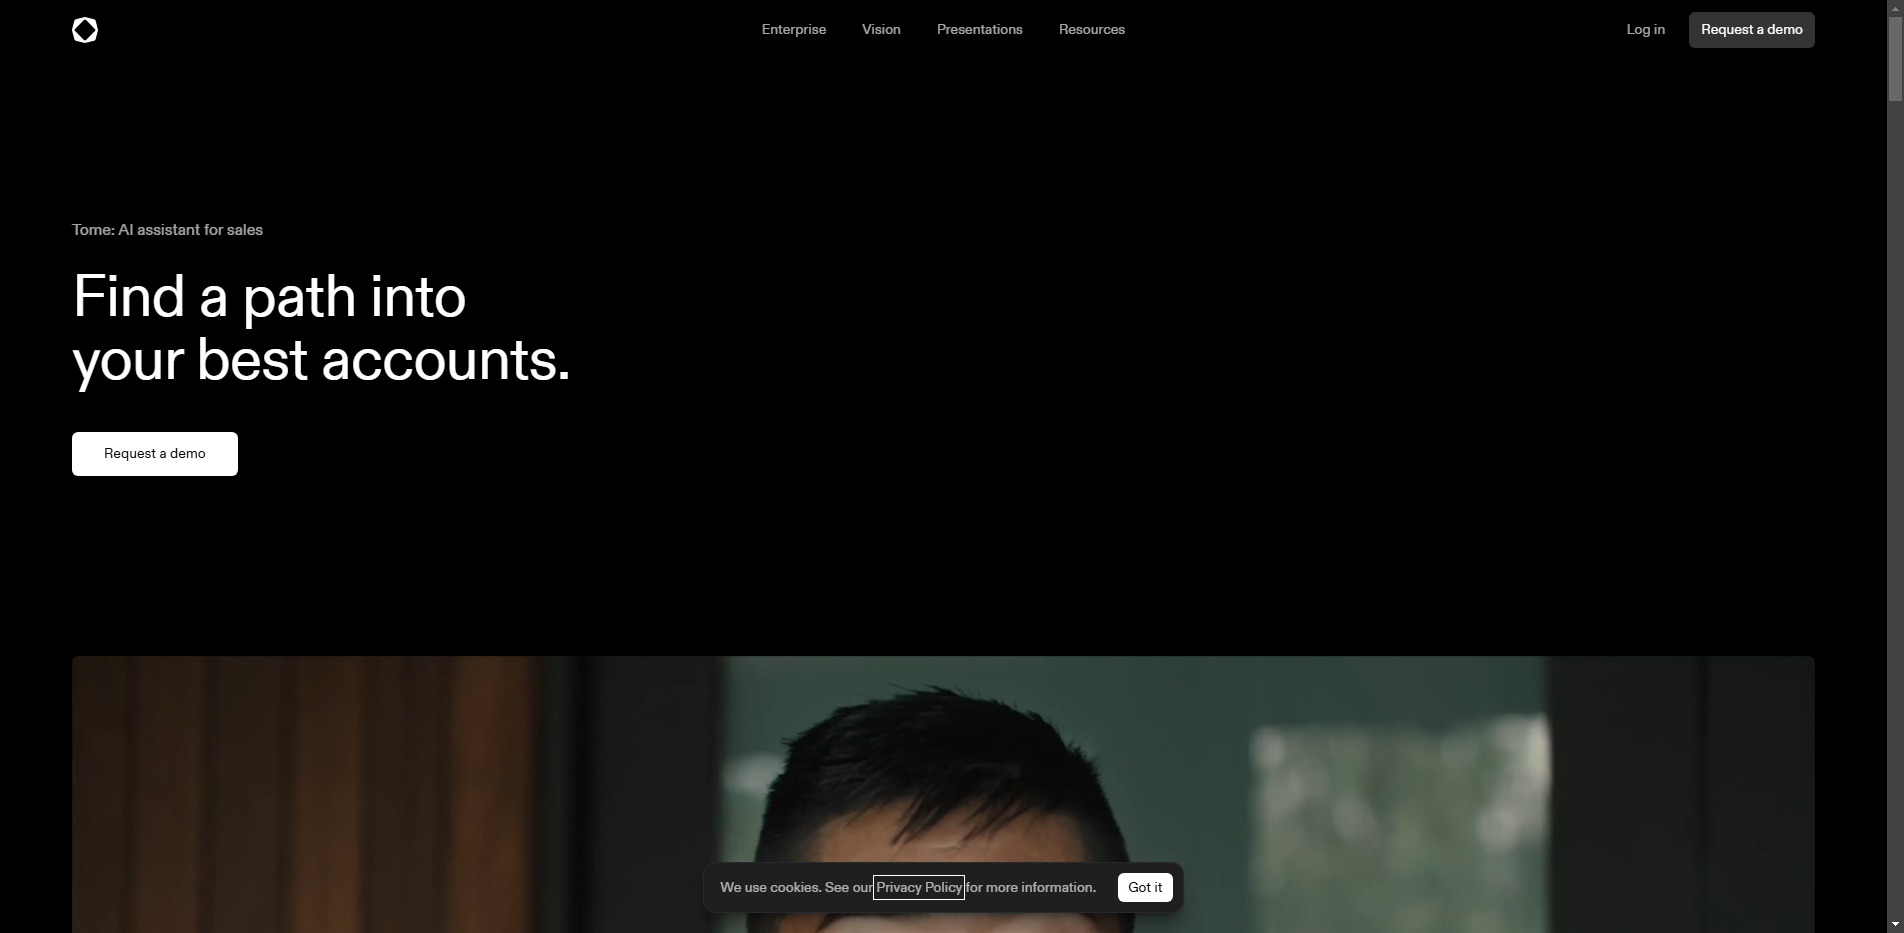 Enterprise
Vision
Presentations
Resources
Log in
Request a demo
Tome: AI assistant for sales
Find a path into
your best accounts.
Request a demo
We use cookies. See our Privacy Policy for more information.
Got it